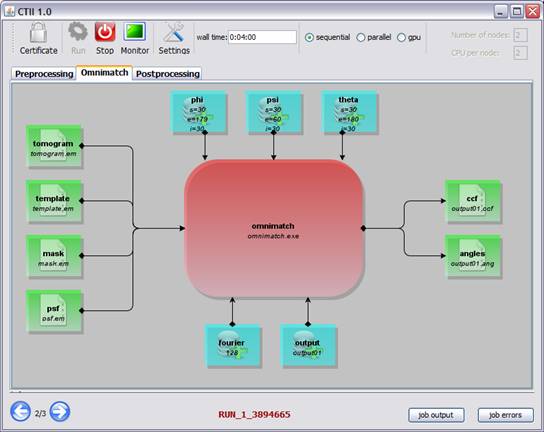 CTII 1.0
Certificate
Run
Stop
Monitor
Settings
wall time: 0:04:00
sequential
parallel
gpu
Number of nodes: 2
CPU per node: 2
Preprocessing
Omnimatch
Postprocessing
phi
s=30
e=179
i=30
psi
s=30
e=60
i=30
theta
s=30
e=180
i=30
tomogram
tomogram.em
template
template.em
mask
mask.em
psf
psf.em
omnimatch
omnimatch.exe
ccf
output01.ccf
angles
output01.ang
fourier
128
output
output01
2/3
RUN_1_3894665
job output
job errors